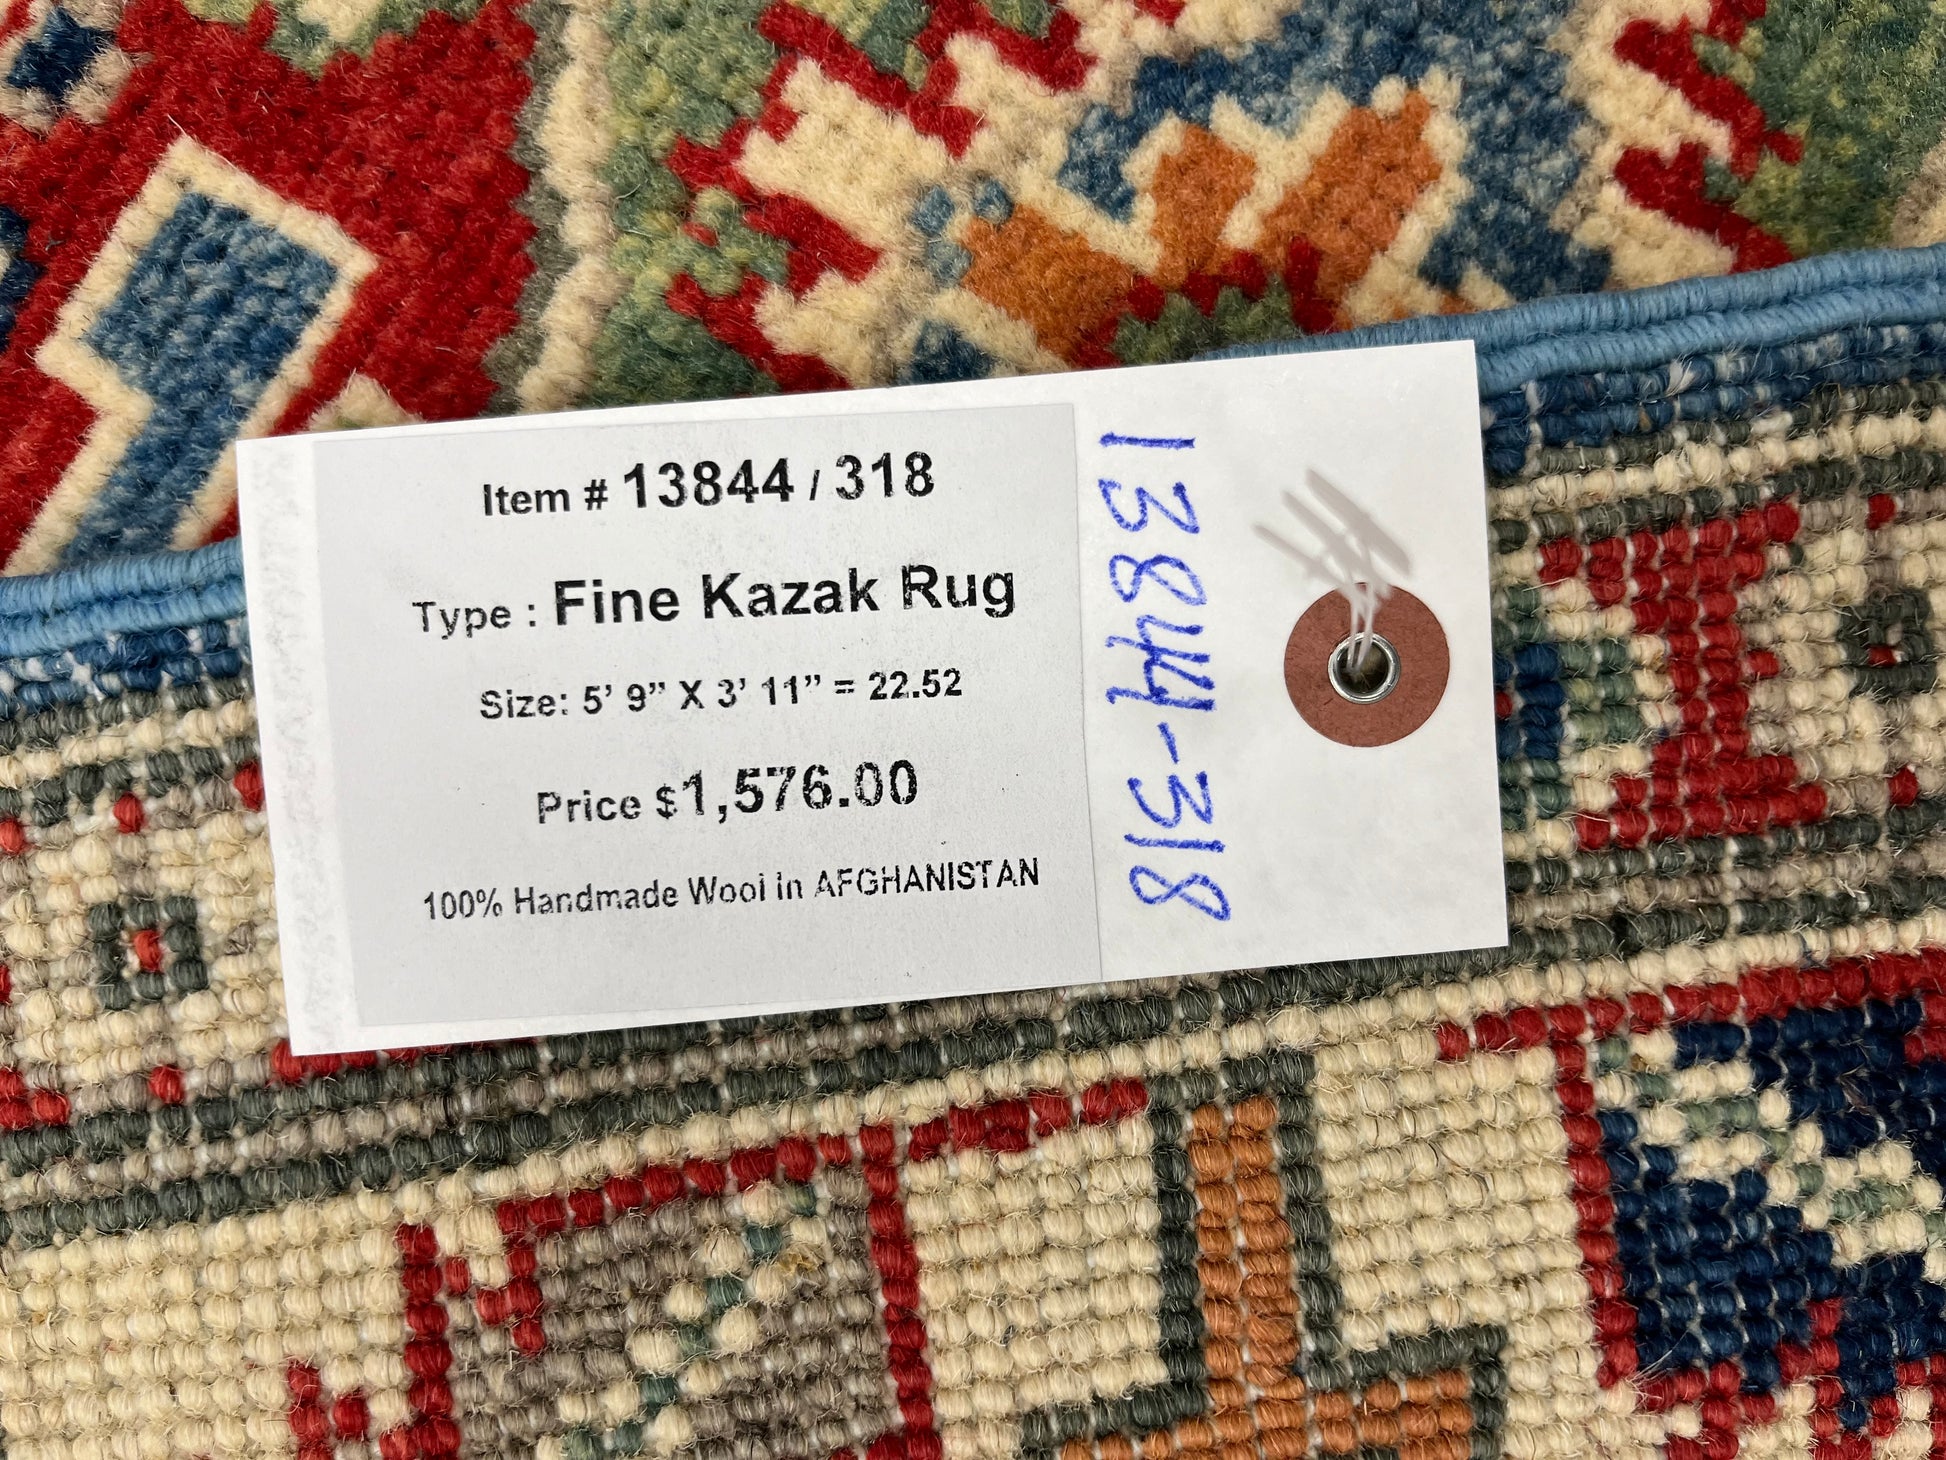 Item # 13844 / 318
Type : Fine Kazak Rug
Size: 5’ 9” X 3’ 11” = 22.52
Price $1,576.00
100% Handmade Wool in AFGHANISTAN
13844-318